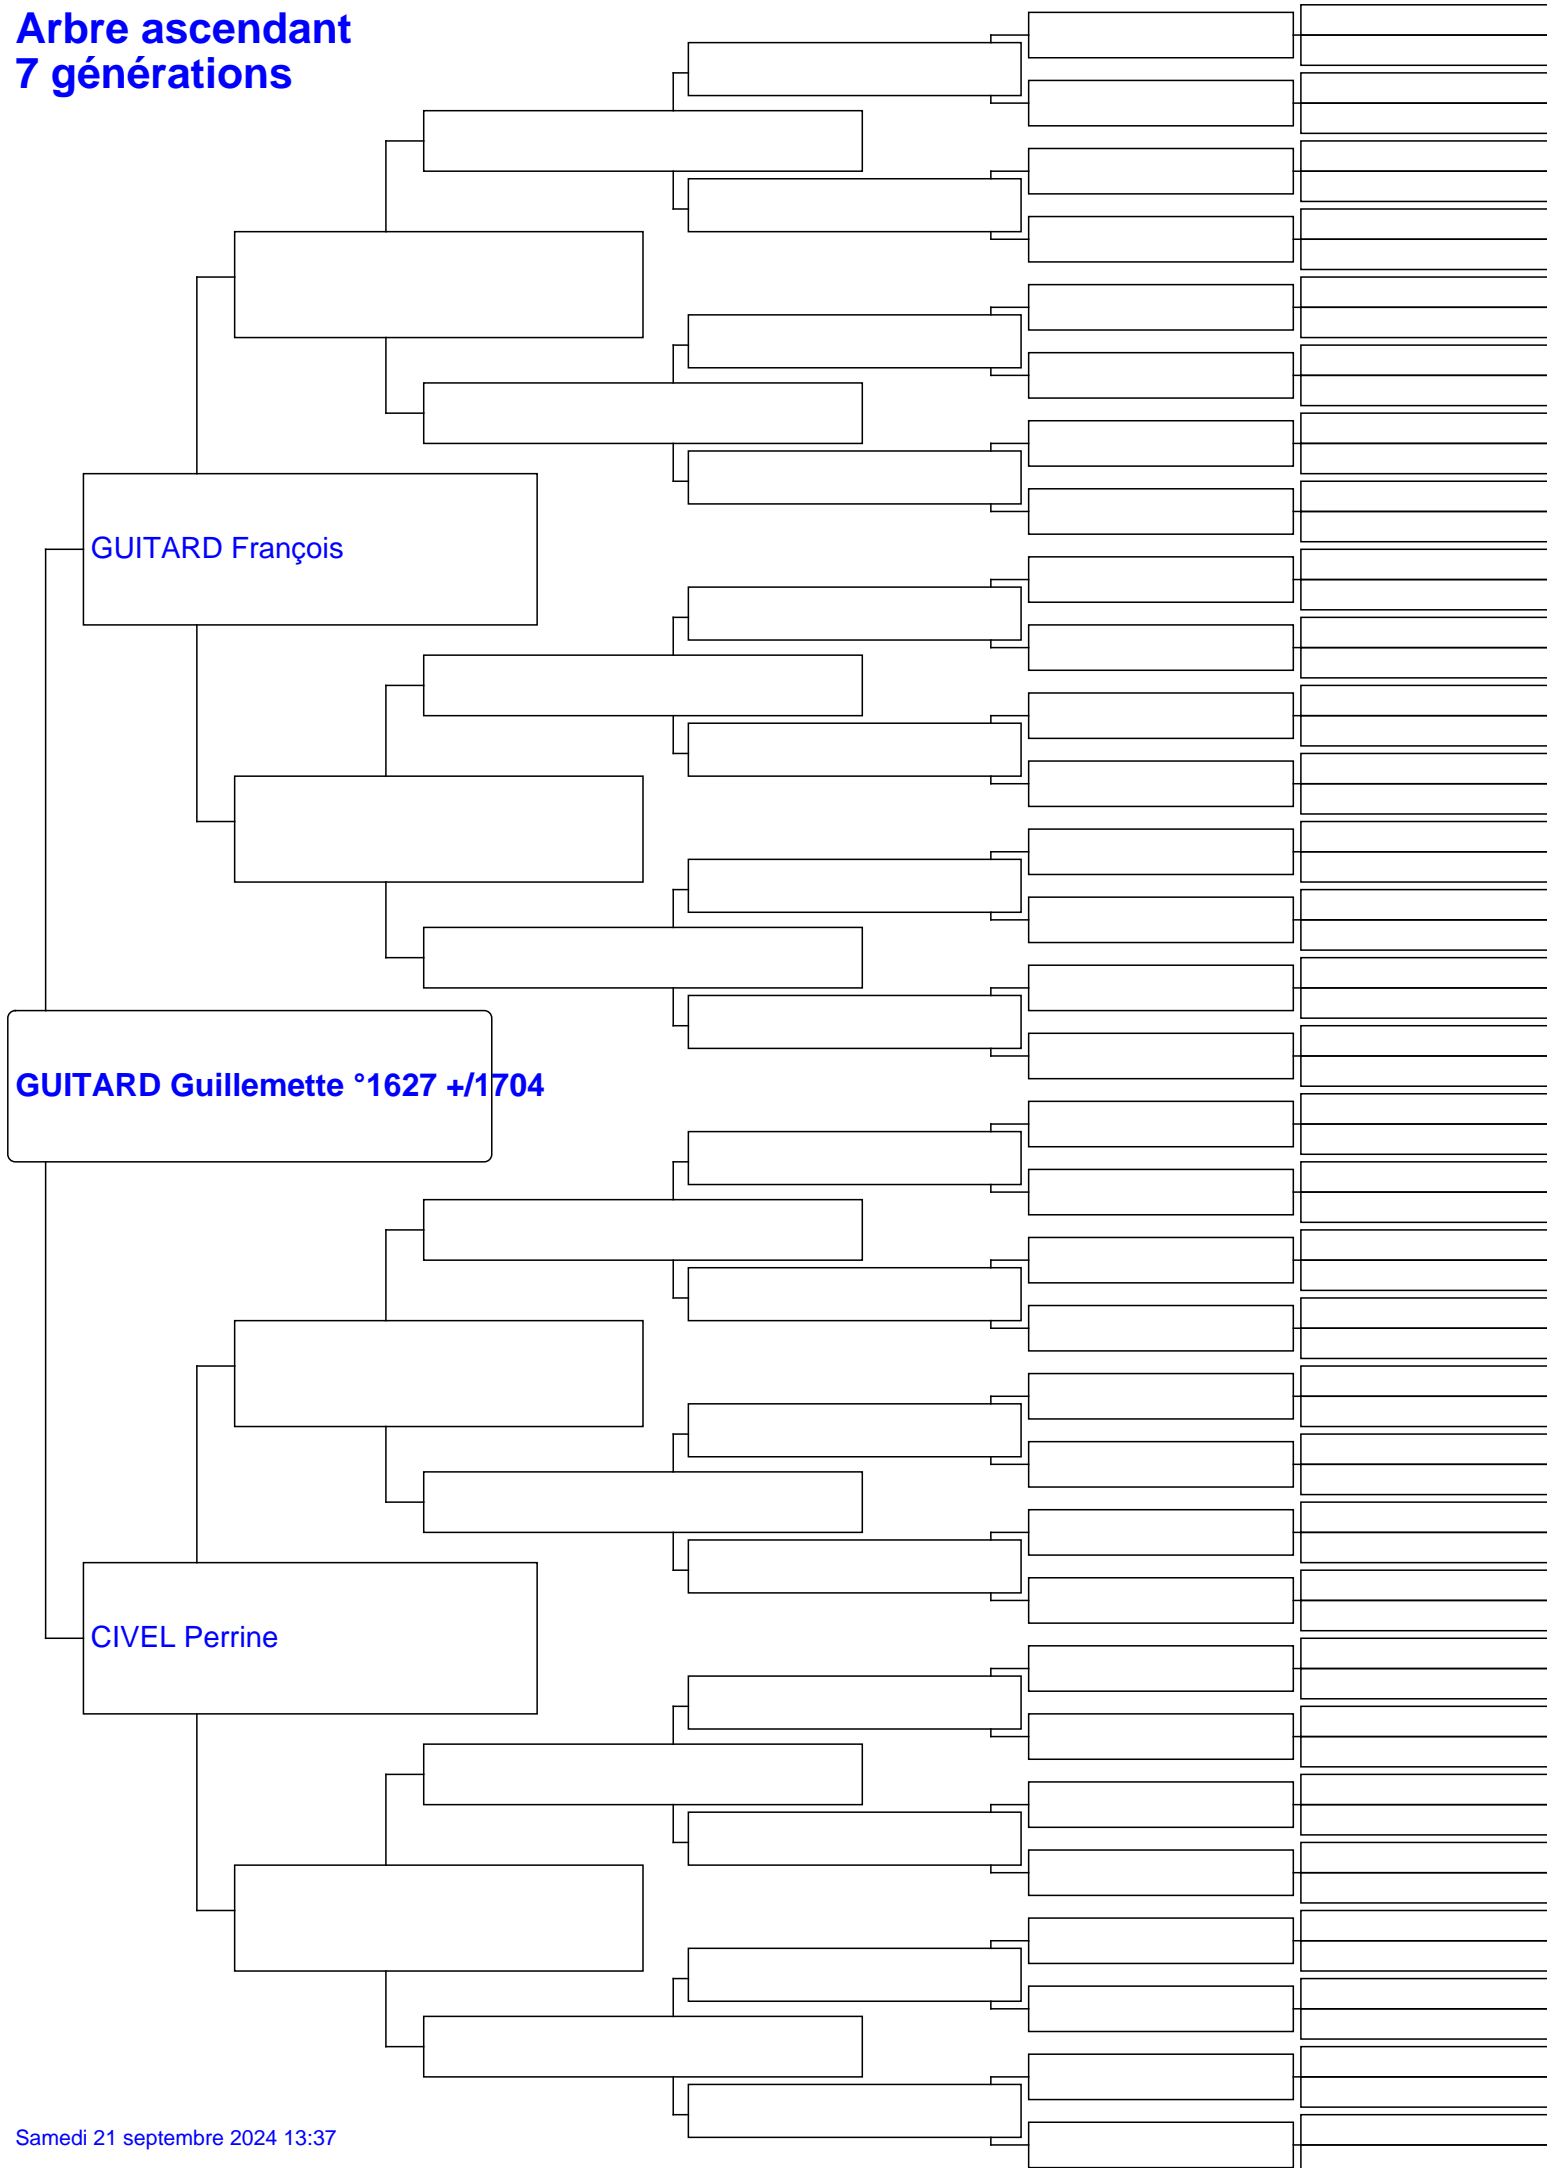 Arbre ascendant
7 générations
GUITARD François
GUITARD Guillemette °1627 +/1704
CIVEL Perrine
Samedi 21 septembre 2024 13:37